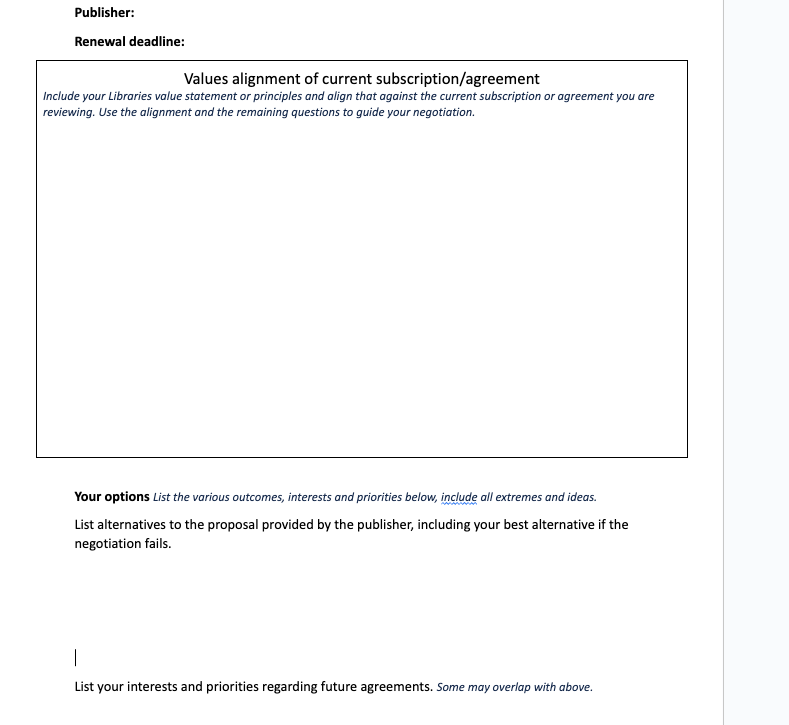 Publisher:
Renewal deadline:
Values alignment of current subscription/agreement
Include your Libraries value statement or principles and align that against the current subscription or agreement you are
reviewing. Use the alignment and the remaining questions to guide your negotiation.
Your options List the various outcomes, interests and priorities below, include all extremes and ideas.
List alternatives to the proposal provided by the publisher, including your best alternative if the
negotiation fails.
List your interests and priorities regarding future agreements. Some may overlap with above.